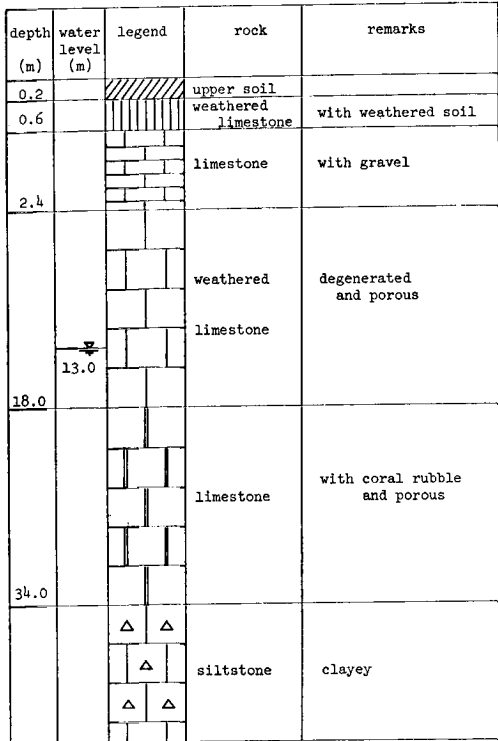 depth water legend rock remarks
level
(m) (m)
upper soil
0.2
weathered
limestone with weathered soil
0.6
limestone with gravel
2.4
weathered degenerated
and porous
limestone
13.0
18.0
with coral rubble
limestone and porous
34.0
siltstone clayey